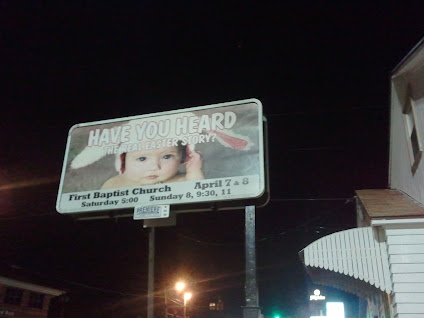 HAVE YOU HEARD
THE REAL EASTER STORY?
First Baptist Church
April 7 & 8
Saturday 5:00
Sunday 8, 9:30, 11
PREMIERE